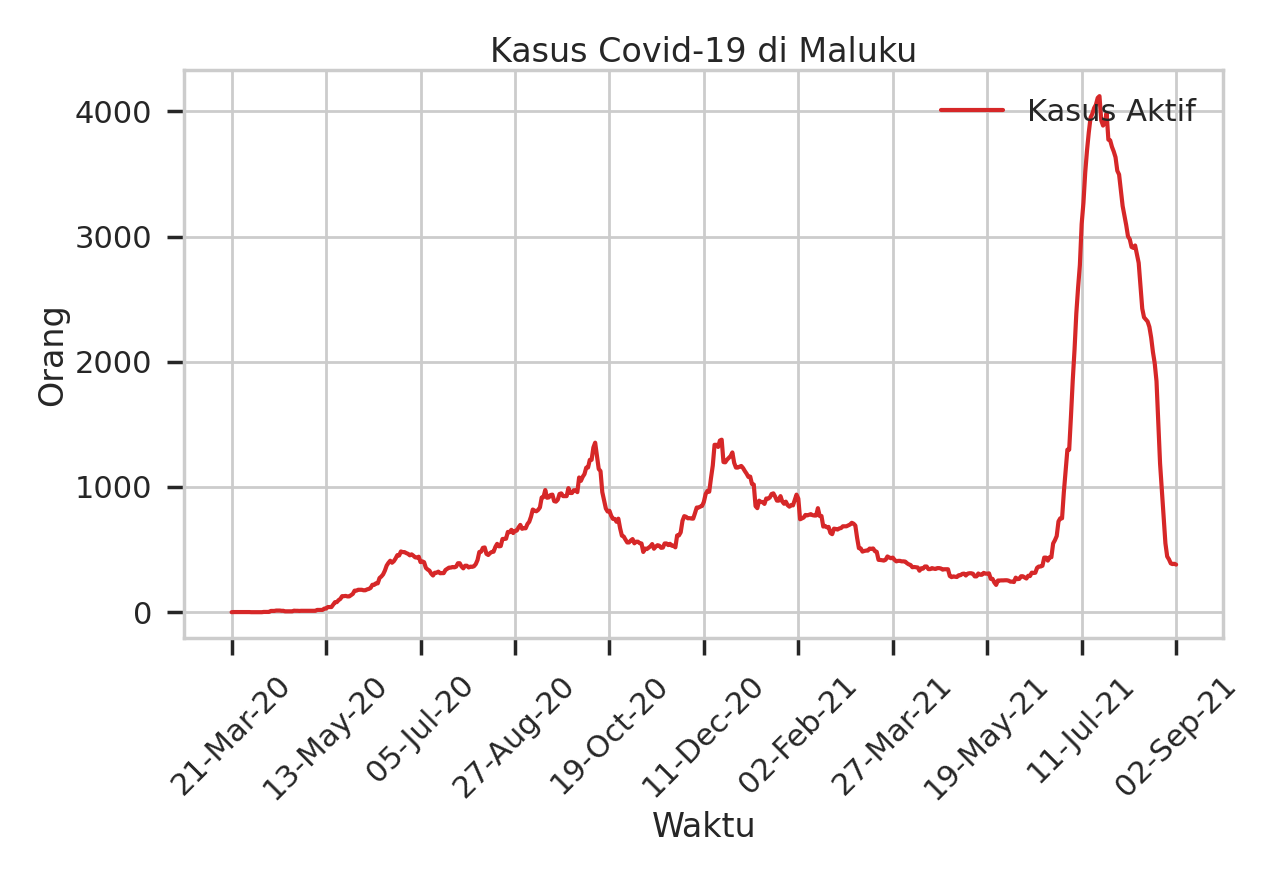 Kasus Covid-19 di Maluku
Kasus Aktif
4000
3000
2000
1000
0
Orang
21-Mar-20
13-May-20
05-Jul-20
27-Aug-20
19-Oct-20
11-Dec-20
02-Feb-21
27-Mar-21
19-May-21
11-Jul-21
02-Sep-21
Waktu